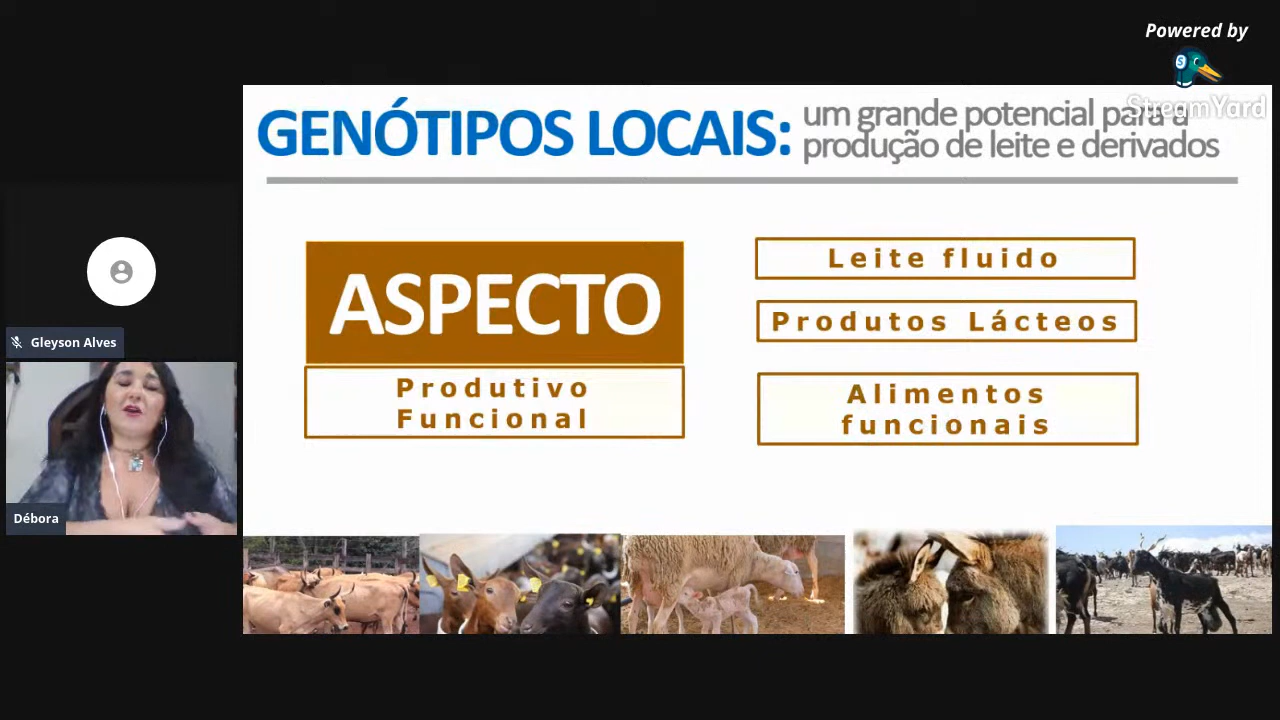 Powered by
StreamYard
GENÓTIPOS LOCAIS:
um grande potencial para a
produção de leite e derivados
ASPECTO
Produtivo
Funcional
Leite fluido
Produtos Lácteos
Alimentos
funcionais
Gleyson Alves
Débora